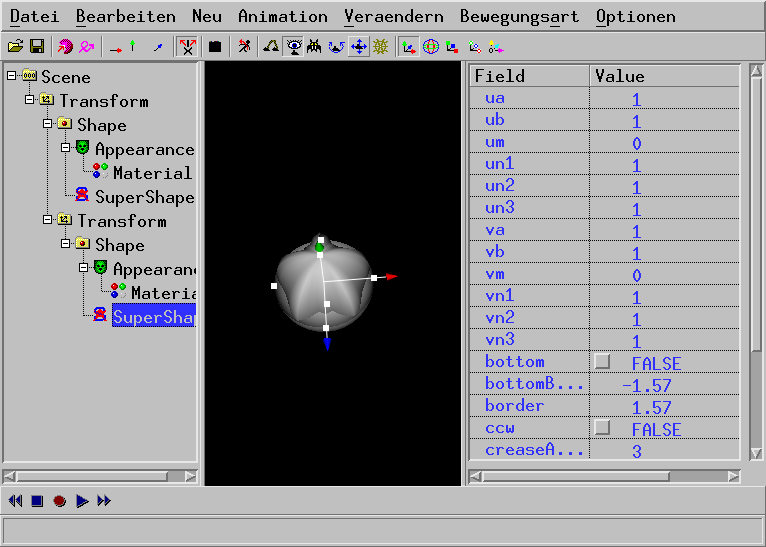 Datei Bearbeiten Neu Animation Veraendern Bewegungsart Optionen
Scene
Transform
Shape
Appearance
Material
SuperShape
Transform
Shape
Appearan
Materia
SuperShap
Field Value
ua 1
ub 1
um 0
un1 1
un2 1
un3 1
va 1
vb 1
vm 0
vn1 1
vn2 1
vn3 1
bottom FALSE
bottomB... -1.57
border 1.57
ccw FALSE
creaseA... 3